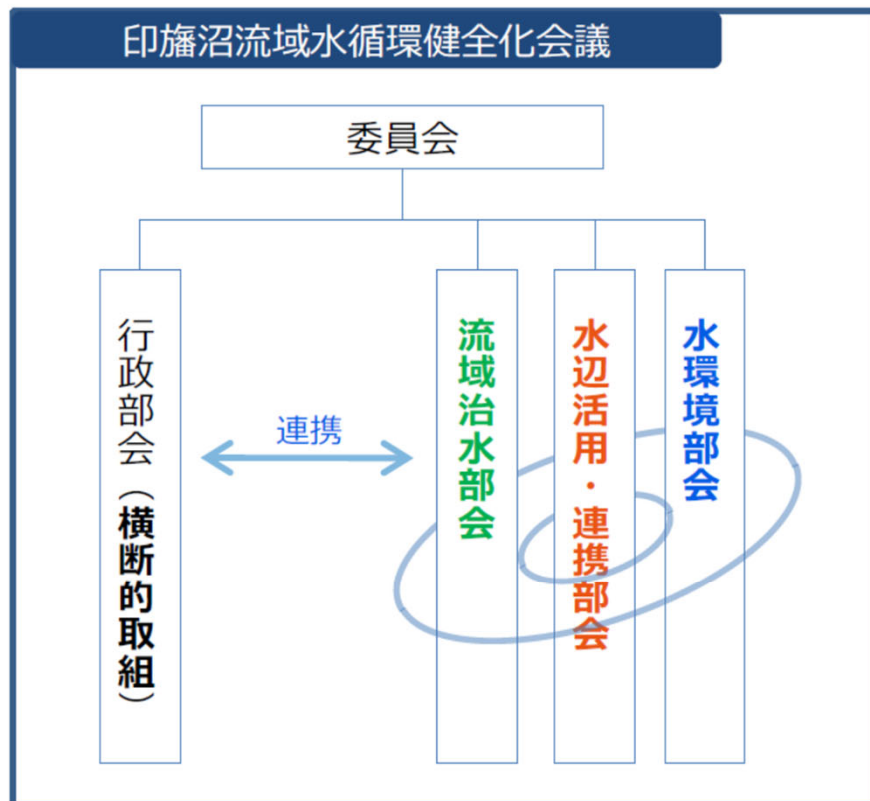 印旛沼流域水循環健全化会議
委員会
行政部会（横断的取組）
連携
流域治水部会
水辺活用・連携部会
水環境部会